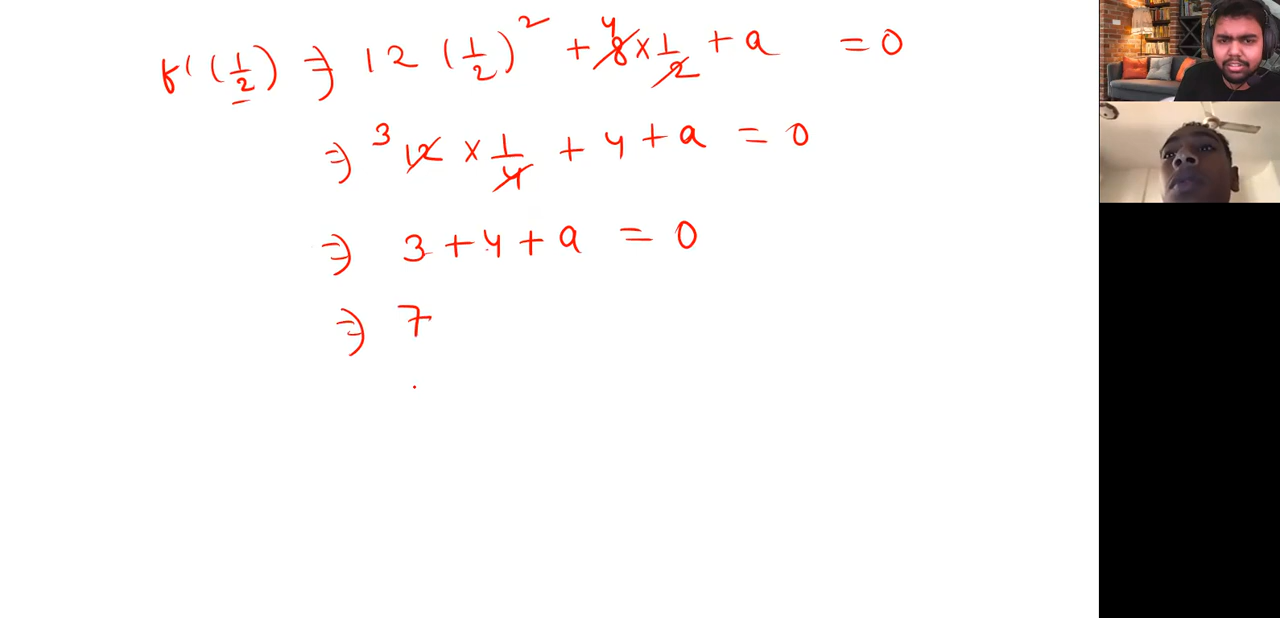 f'(1/2) ⇒ 12 (1/2)² + 8 4 × 1/2 + a = 0
⇒ 3 12 × 1/4 + 4 + a = 0
⇒ 3 + 4 + a = 0
⇒ 7